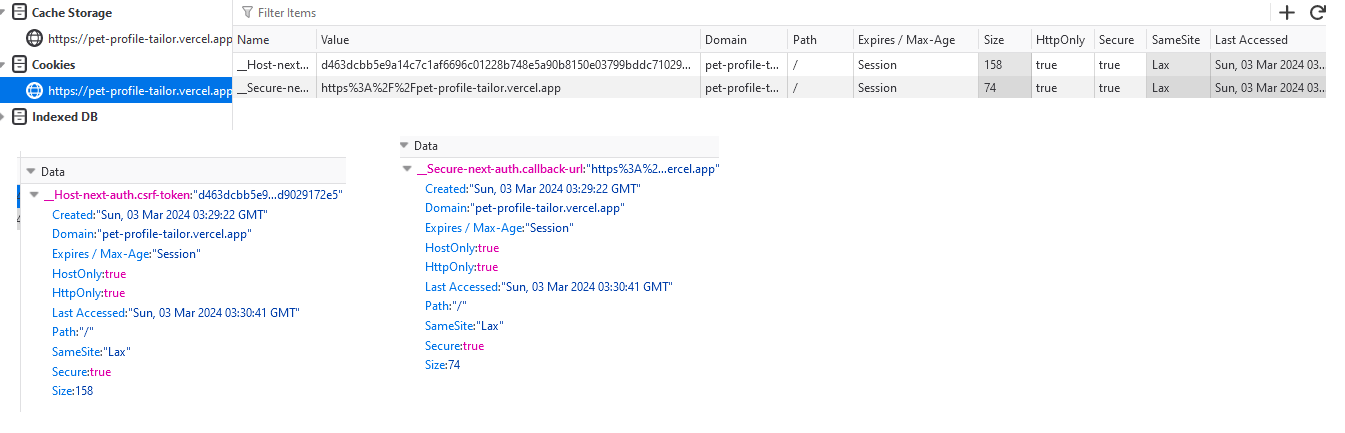 Cache Storage
Filter Items
https://pet-profile-tailor.vercel.app
Name Value Domain Path Expires / Max-Age Size HttpOnly Secure SameSite Last Accessed
Cookies
__Host-next... d463dcbb5e9a14c7c1af6696c01228b748e5a90b8150e03799bddc71029... pet-profile-t... / Session 158 true true Lax Sun, 03 Mar 2024 03:3...
https://pet-profile-tailor.vercel.app
__Secure-ne... https%3A%2F%2Fpet-profile-tailor.vercel.app pet-profile-t... / Session 74 true true Lax Sun, 03 Mar 2024 03:3...
Indexed DB
Data
__Host-next-auth.csrf-token:"d463dcbb5e9...d9029172e5"
Created:"Sun, 03 Mar 2024 03:29:22 GMT"
Domain:"pet-profile-tailor.vercel.app"
Expires / Max-Age:"Session"
HostOnly:true
HttpOnly:true
Last Accessed:"Sun, 03 Mar 2024 03:30:41 GMT"
Path:"/"
SameSite:"Lax"
Secure:true
Size:158
Data
__Secure-next-auth.callback-url:"https%3A%2...ercel.app"
Created:"Sun, 03 Mar 2024 03:29:22 GMT"
Domain:"pet-profile-tailor.vercel.app"
Expires / Max-Age:"Session"
HostOnly:true
HttpOnly:true
Last Accessed:"Sun, 03 Mar 2024 03:30:41 GMT"
Path:"/"
SameSite:"Lax"
Secure:true
Size:74